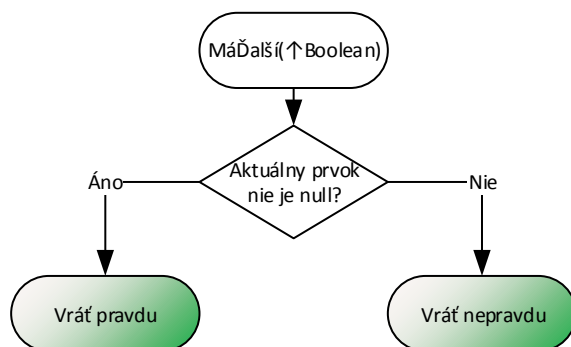 MáĎalší(↑Boolean)
Aktuálny prvok
nie je null?
Áno
Nie
Vráť pravdu
Vráť nepravdu